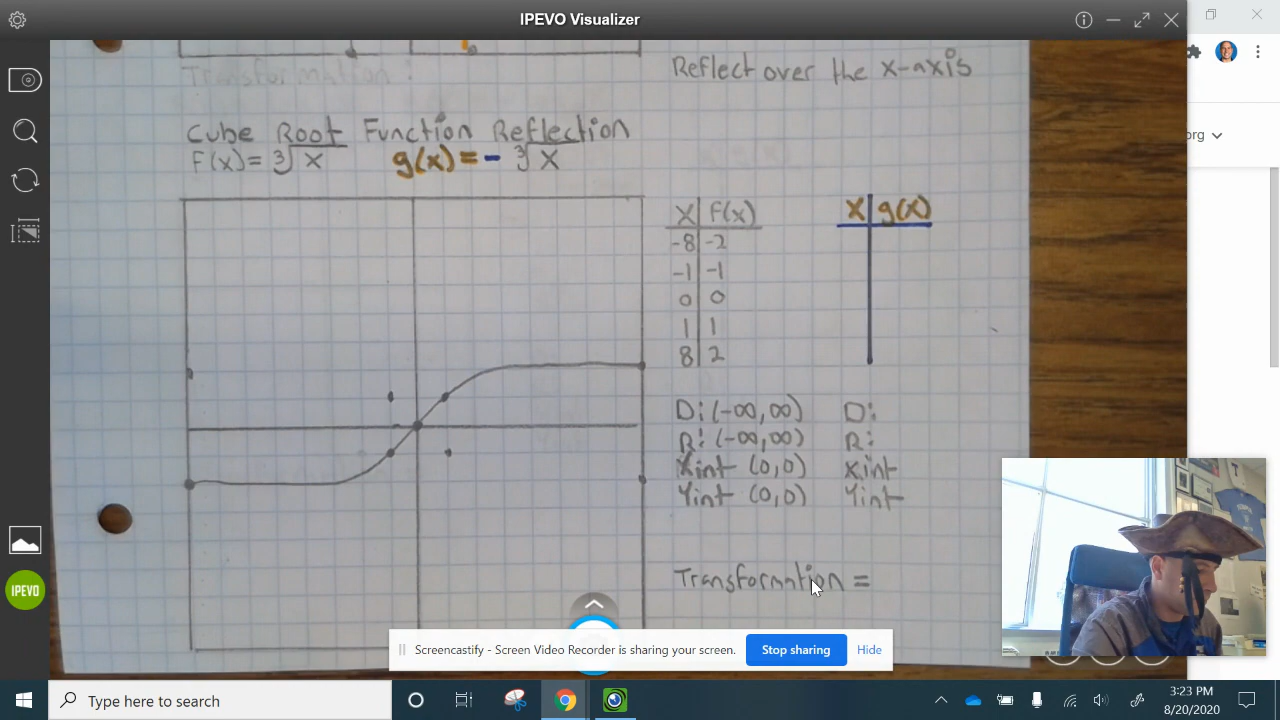 IPEVO Visualizer
Transformation:
Reflect over the x-axis
org
Cube Root Function Reflection
F(x)= ∛x g(x)= - ∛x
X F(x)
-8 -2
-1 -1
0 0
1 1
8 2
X g(x)
D: (-∞,∞) D:
R: (-∞,∞) R:
Xint (0,0) Xint
Yint (0,0) Yint
Transformation =
IPEVO
Screencastify - Screen Video Recorder is sharing your screen.
Stop sharing
Hide
Type here to search
3:23 PM
8/20/2020